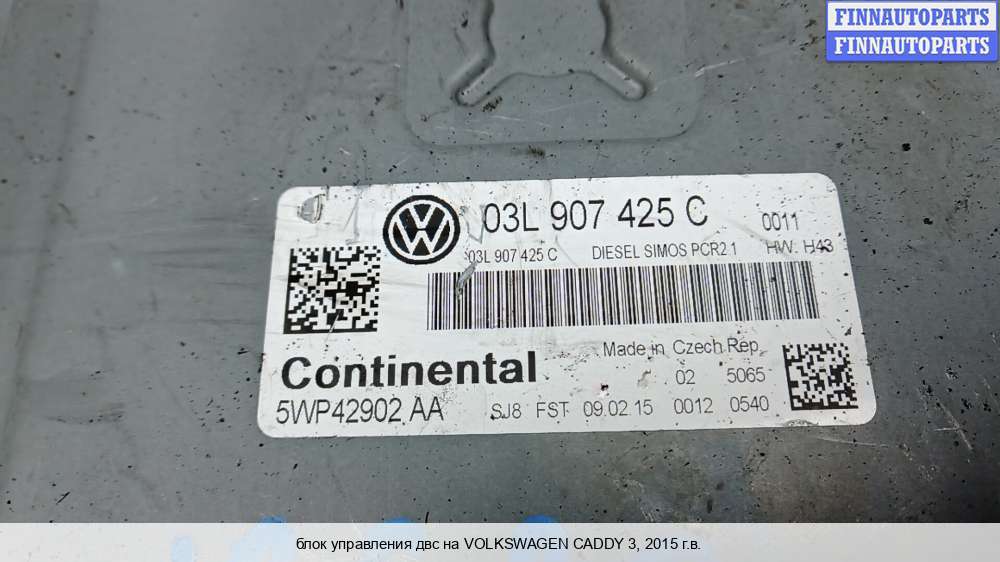 FINNAUTOPARTS
FINNAUTOPARTS
03L 907 425 C 0011
03L 907 425 C DIESEL SIMOS PCR2.1 HW. H43
Continental
Made in Czech Rep.
02 5065
5WP42902 AA SJ8 FST 09.02.15 0012 0540
блок управления двс на VOLKSWAGEN CADDY 3, 2015 г.в.